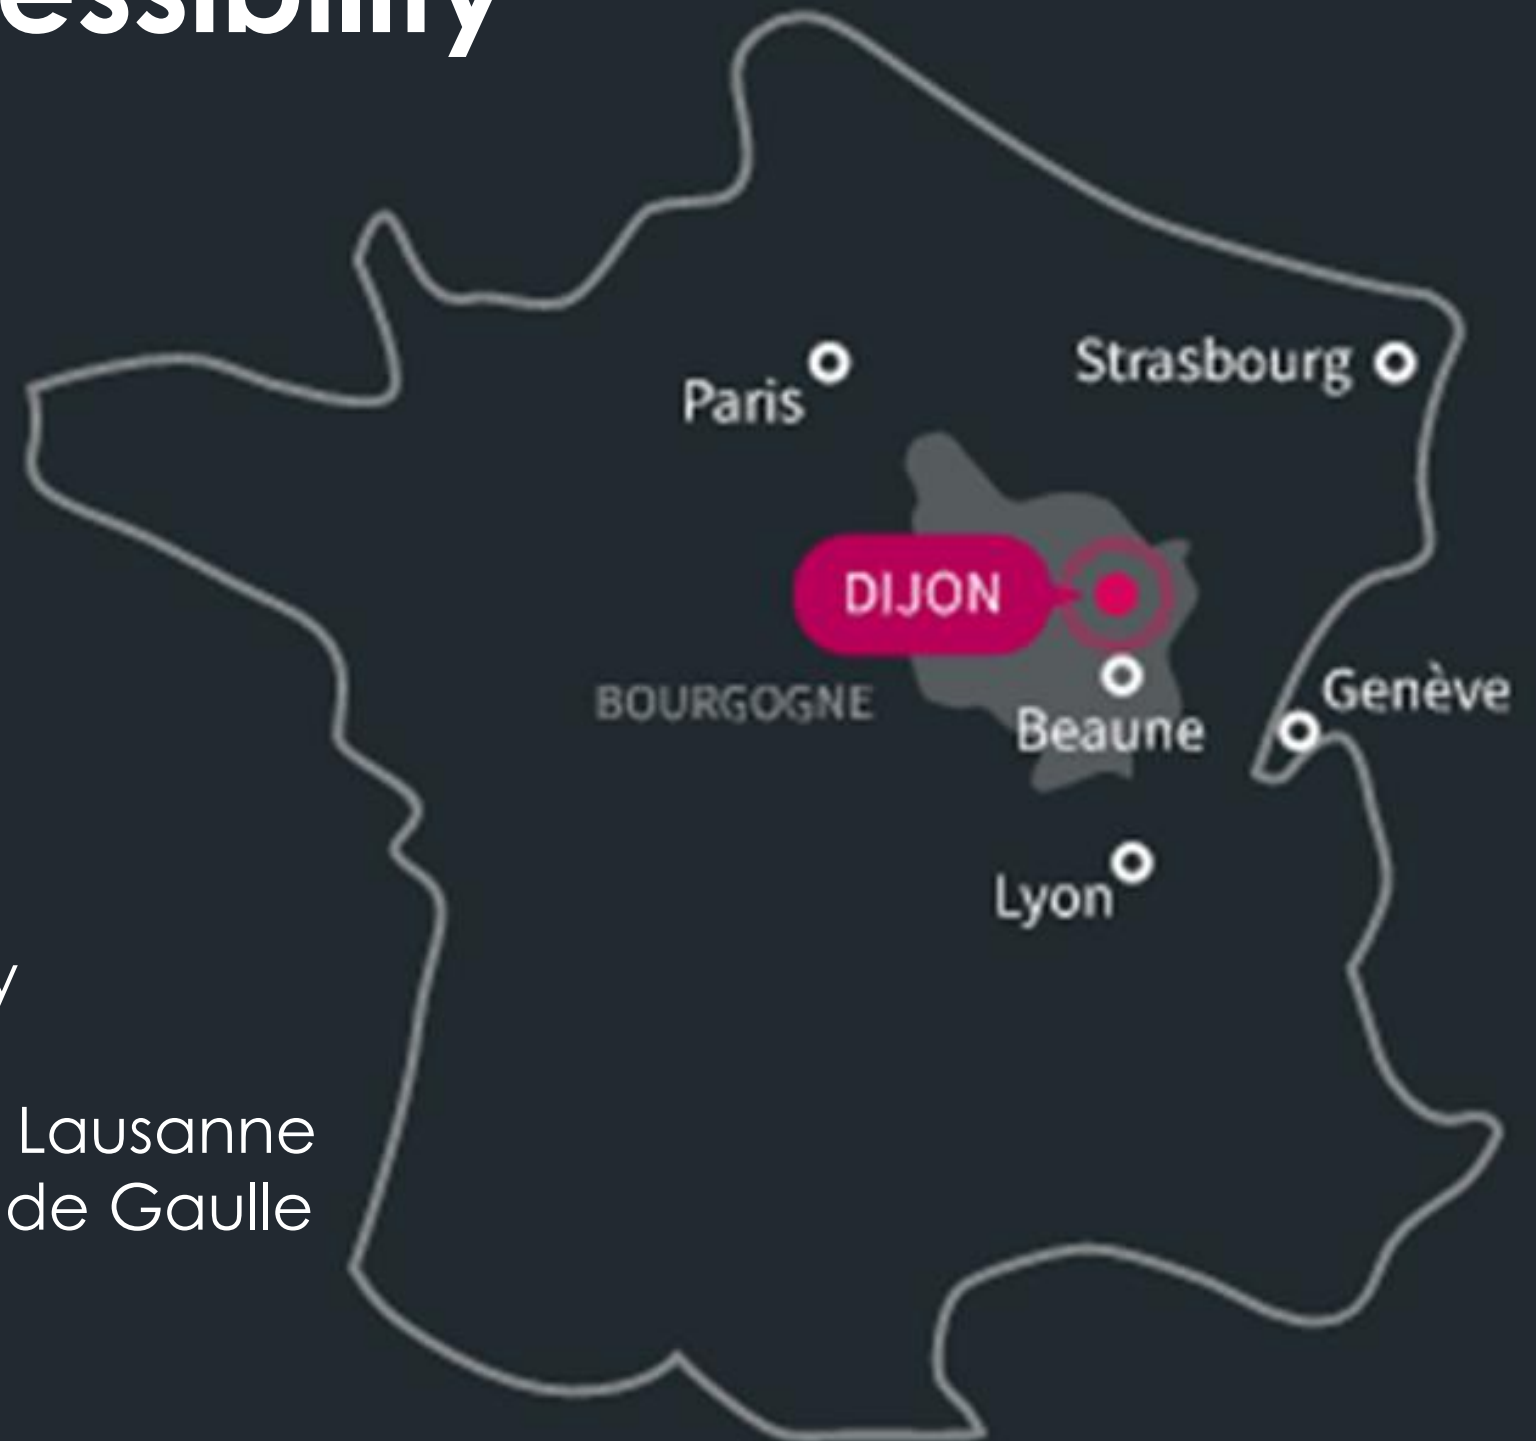 essibility
Paris
Strasbourg
DIJON
BOURGOGNE
Genève
Beaune
Lyon
y
Lausanne
de Gaulle